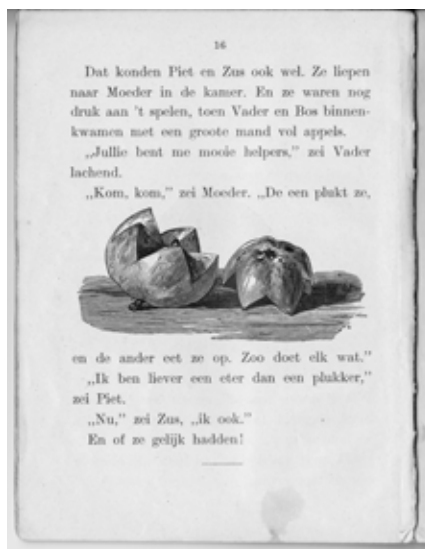 16
Dat konden Piet en Zus ook wel. Ze liepen
naar Moeder in de kamer. En ze waren nog
druk aan 't spelen, toen Vader en Bos binnen-
kwamen met een groote mand vol appels.
„Jullie bent me mooie helpers,” zei Vader
lachend.
„Kom, kom,” zei Moeder. „De een plukt ze,
en de ander eet ze op. Zoo doet elk wat.”
„Ik ben liever een eter dan een plukker,”
zei Piet.
„Nu,” zei Zus, „ik ook.”
En of ze gelijk hadden!